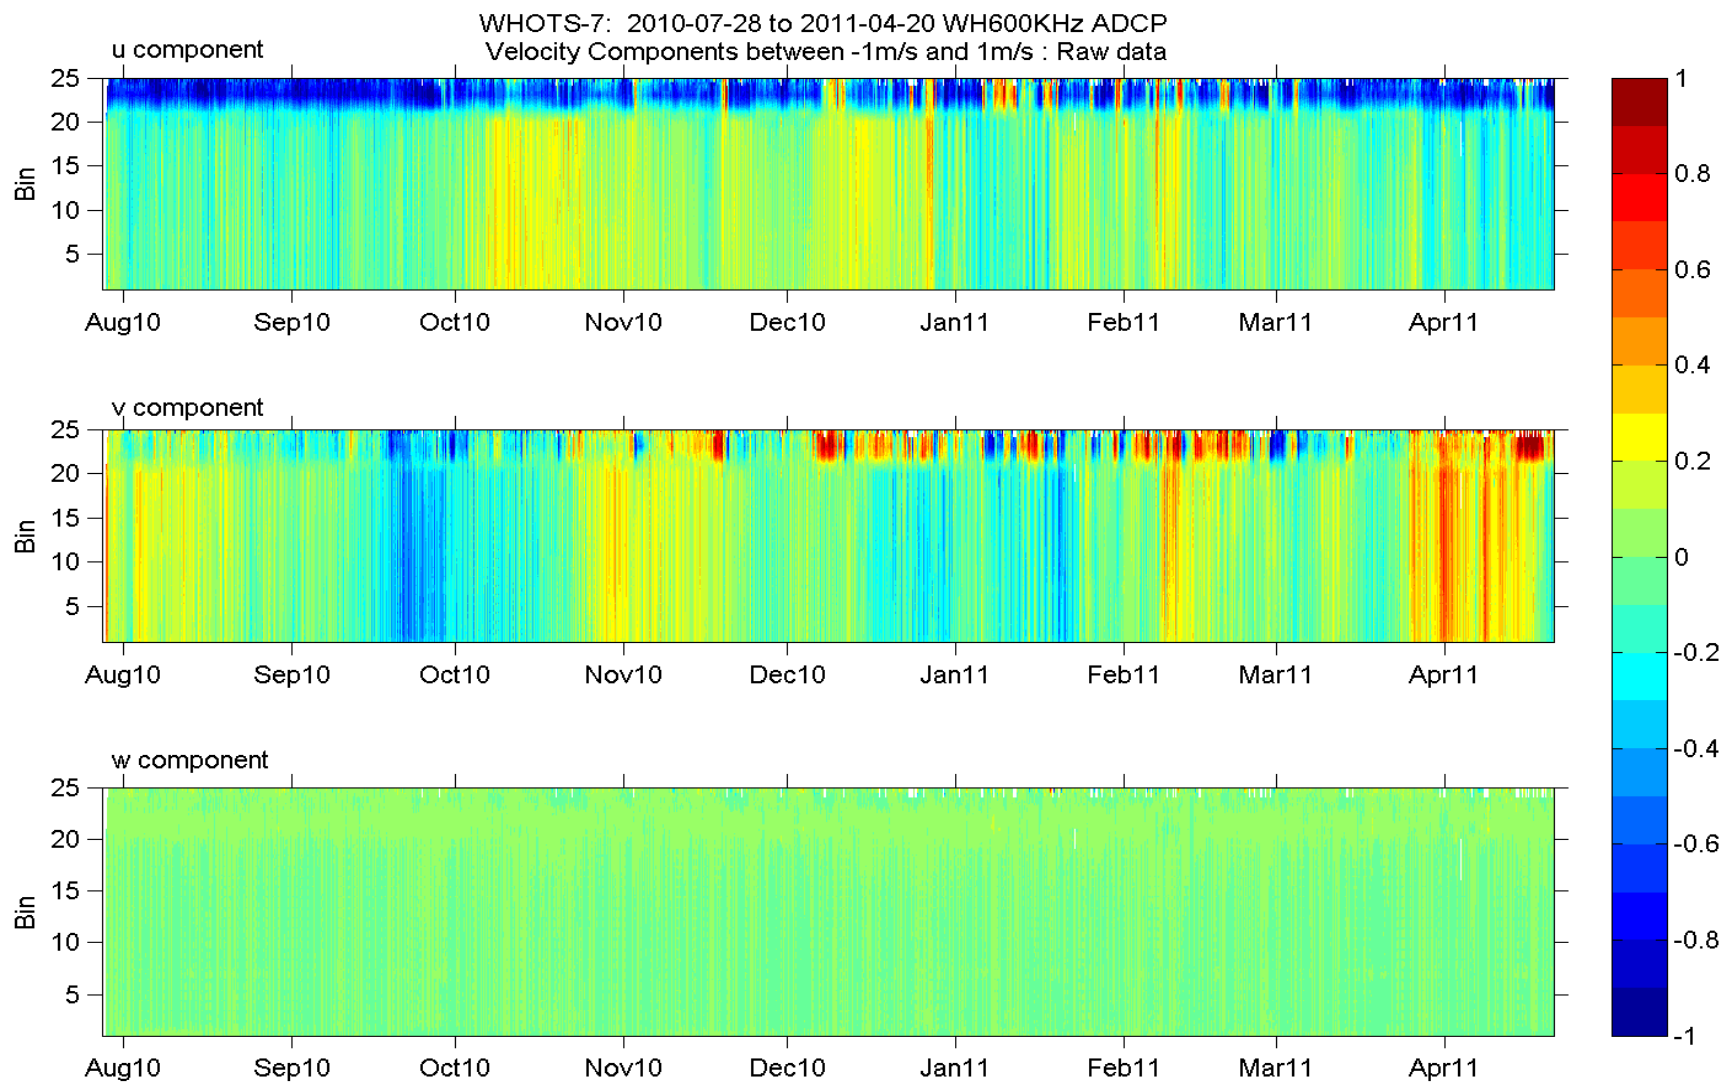 WHOTS-7:  2010-07-28 to 2011-04-20 WH600KHz ADCP
Velocity Components between -1m/s and 1m/s : Raw data
u component
25
20
15
10
5
Bin
Aug10 Sep10 Oct10 Nov10 Dec10 Jan11 Feb11 Mar11 Apr11
v component
25
20
15
10
5
Bin
Aug10 Sep10 Oct10 Nov10 Dec10 Jan11 Feb11 Mar11 Apr11
w component
25
20
15
10
5
Bin
Aug10 Sep10 Oct10 Nov10 Dec10 Jan11 Feb11 Mar11 Apr11
1
0.8
0.6
0.4
0.2
0
-0.2
-0.4
-0.6
-0.8
-1